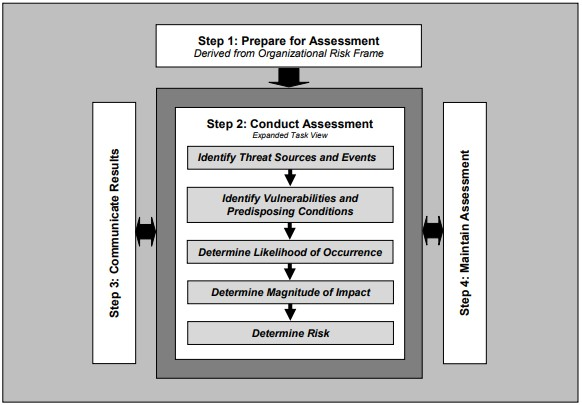 Step 1: Prepare for Assessment
Derived from Organizational Risk Frame
Step 2: Conduct Assessment
Expanded Task View
Identify Threat Sources and Events
Identify Vulnerabilities and
Predisposing Conditions
Determine Likelihood of Occurrence
Determine Magnitude of Impact
Determine Risk
Step 3: Communicate Results
Step 4: Maintain Assessment